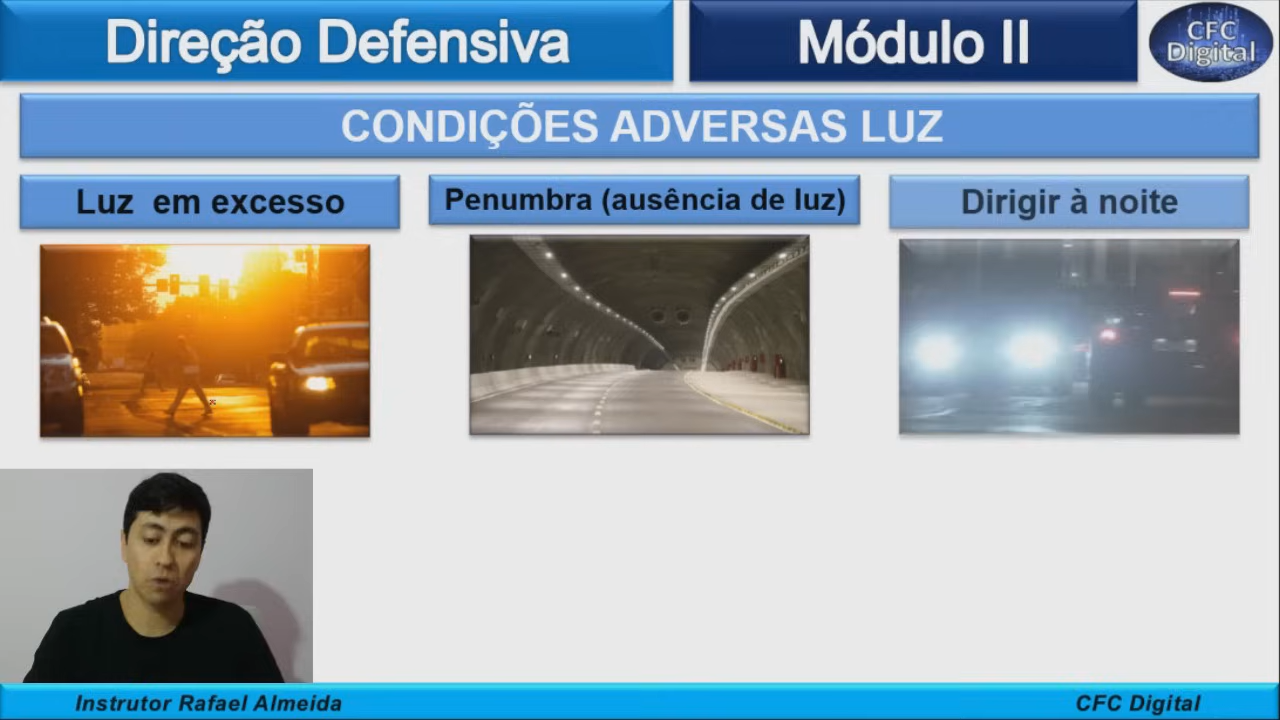 Direção Defensiva
Módulo II
CFC
Digital
CONDIÇÕES ADVERSAS LUZ
Luz em excesso
Penumbra (ausência de luz)
Dirigir à noite
Instrutor Rafael Almeida
CFC Digital